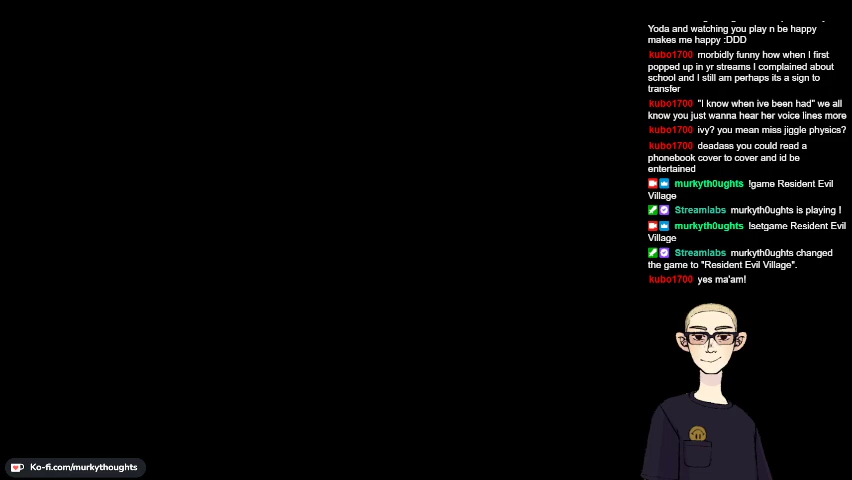 Yoda and watching you play n be happy
makes me happy :DDD
kubo1700 morbidly funny how when I first
popped up in yr streams I complained about
school and I still am perhaps its a sign to
transfer
kubo1700 "I know when ive been had" we all
know you just wanna hear her voice lines more
kubo1700 ivy? you mean miss jiggle physics?
kubo1700 deadass you could read a
phonebook cover to cover and id be
entertained
murkyth0ughts !game Resident Evil
Village
Streamlabs murkyth0ughts is playing !
murkyth0ughts !setgame Resident Evil
Village
Streamlabs murkyth0ughts changed
the game to "Resident Evil Village".
kubo1700 yes ma'am!
Ko-fi.com/murkythoughts